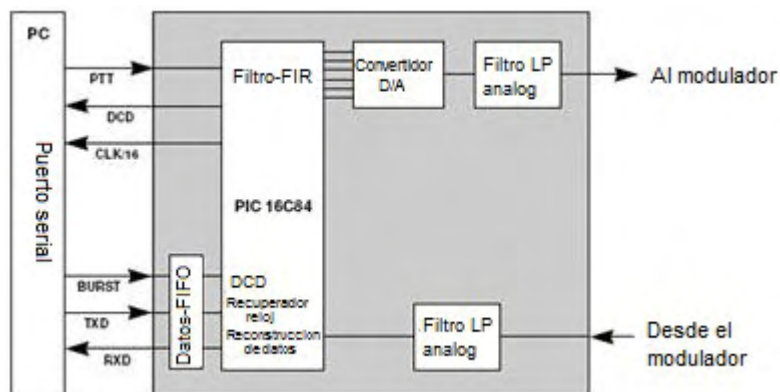 PC
Puerto serial
PTT
DCD
CLK/16
BURST
TXD
RXD
Datos-FIFO
Filtro-FIR
PIC 16C84
DCD
Recuperador
reloj
Reconstruccion
de datos
Convertidor
D/A
Filtro LP
analog
Al modulador
.Filtro LP
analog
Desde el
modulador